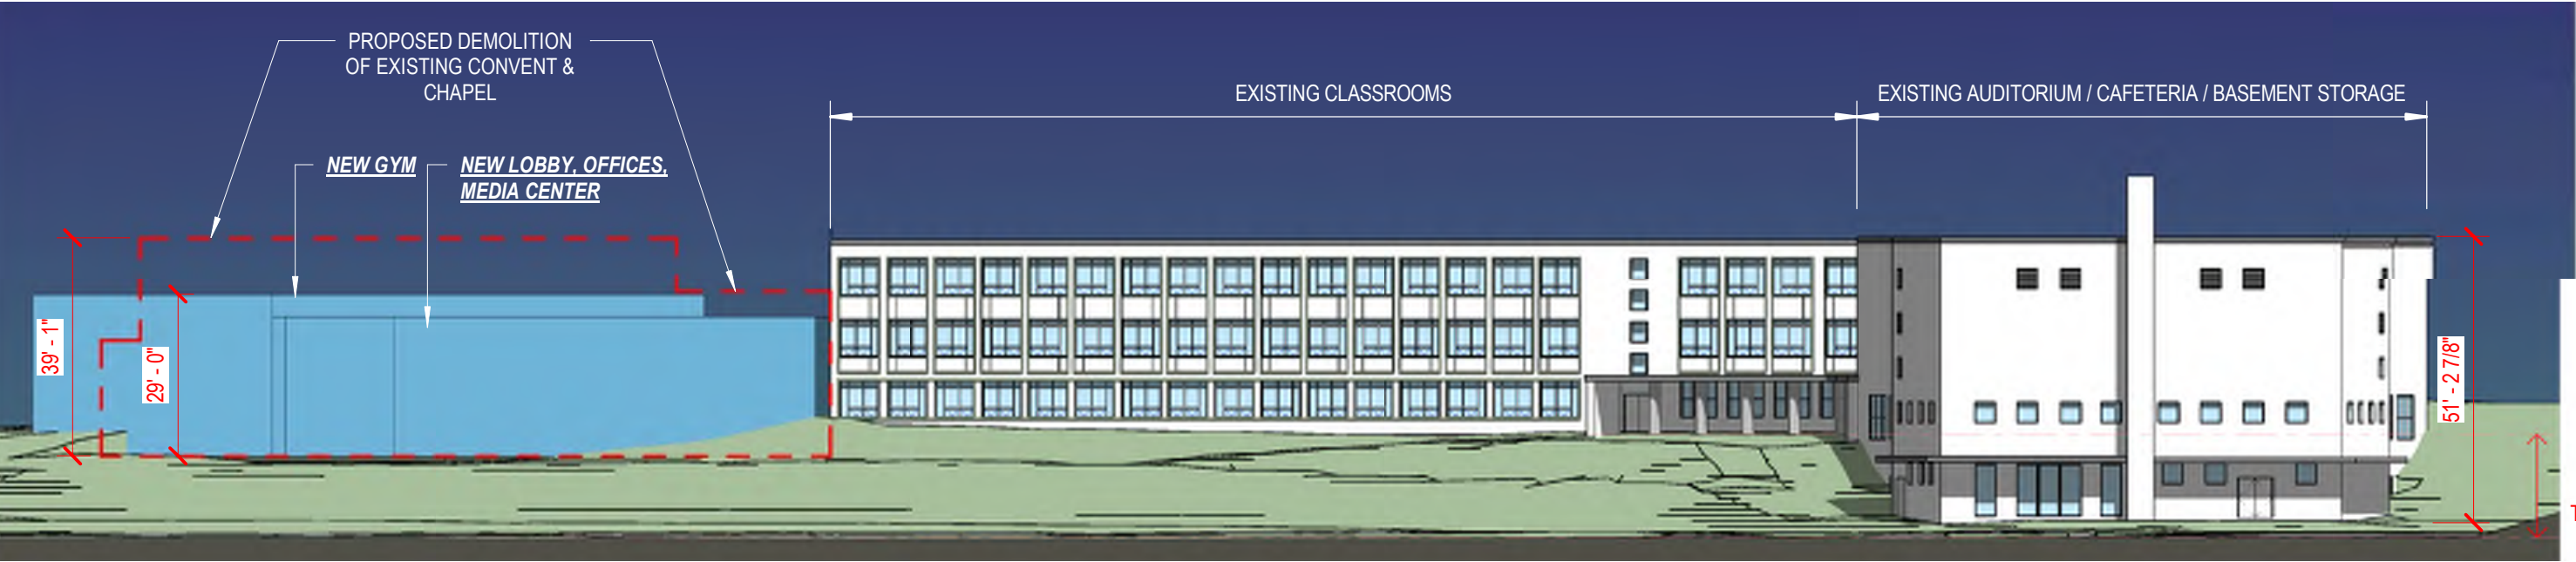 PROPOSED DEMOLITION
OF EXISTING CONVENT &
CHAPEL
NEW GYM
NEW LOBBY, OFFICES,
MEDIA CENTER
EXISTING CLASSROOMS
EXISTING AUDITORIUM / CAFETERIA / BASEMENT STORAGE
39' - 1"
29' - 0"
51' - 2 7/8"